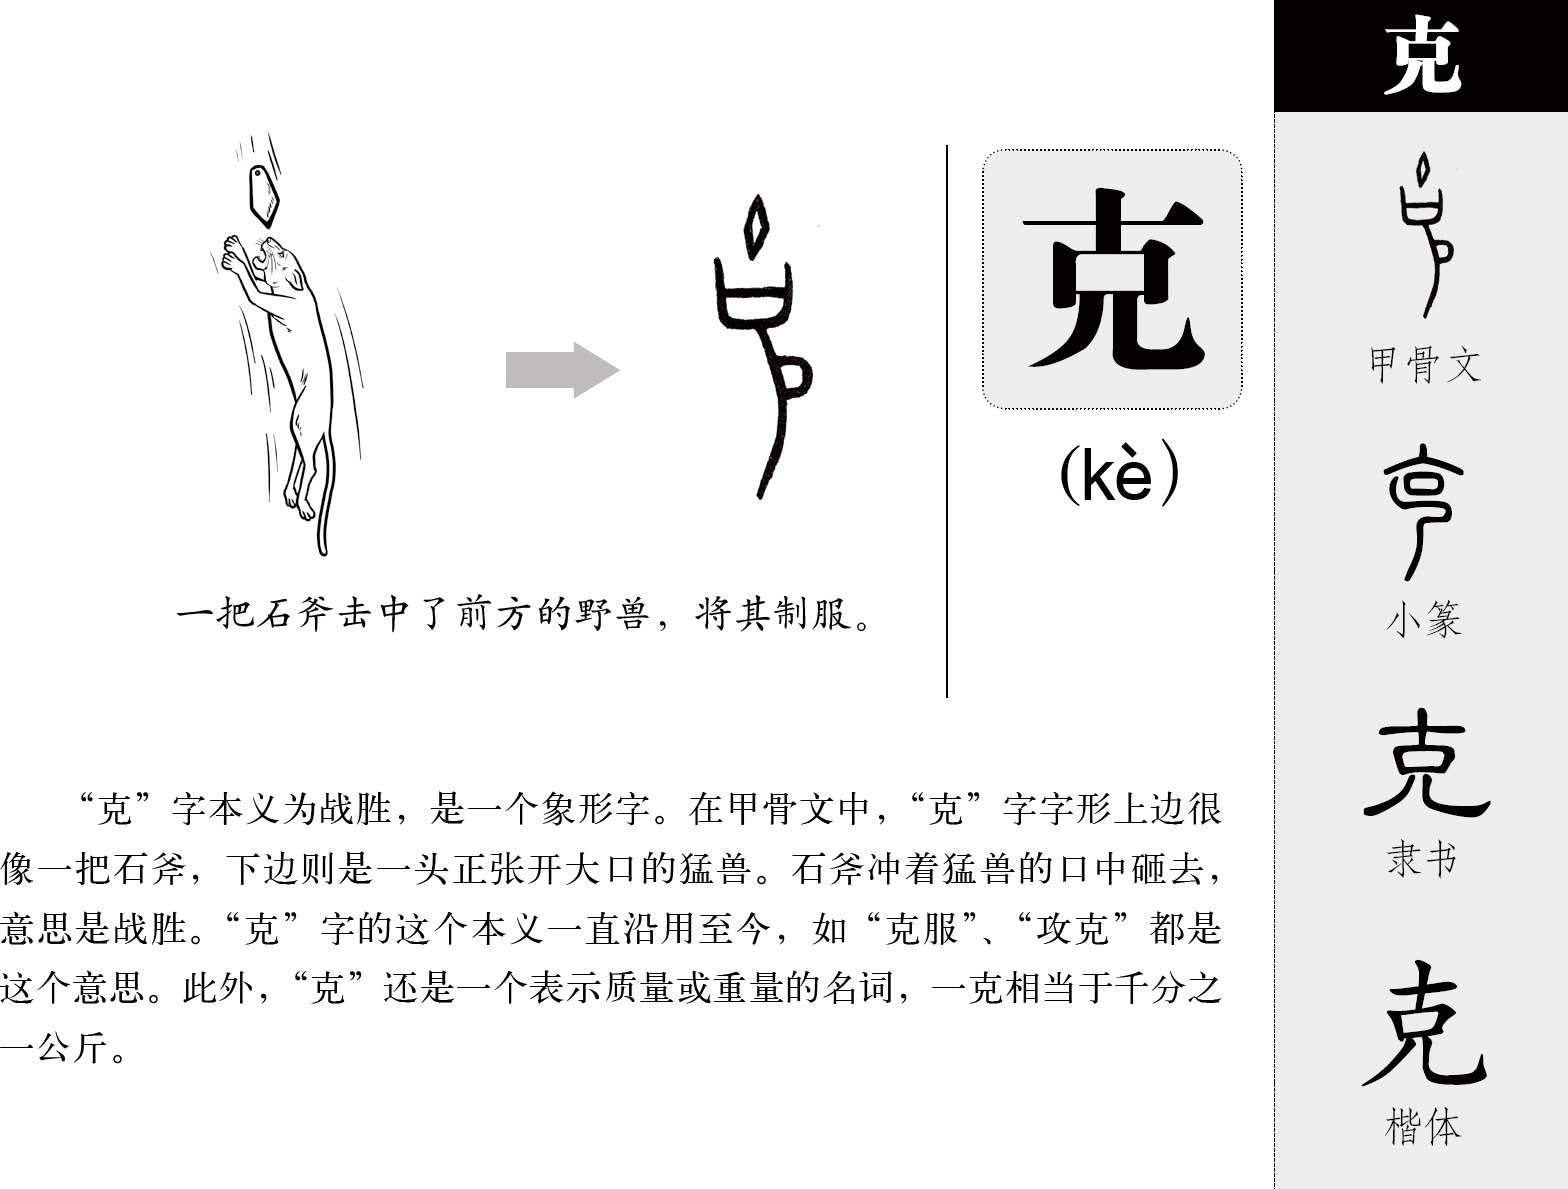 克
(kè)
一把石斧击中了前方的野兽，将其制服。
“克”字本义为战胜，是一个象形字。在甲骨文中，“克”字字形上边很
像一把石斧，下边则是一头正张开大口的猛兽。石斧冲着猛兽的口中砸去，
意思是战胜。“克”字的这个本义一直沿用至今，如“克服”、“攻克”都是
这个意思。此外，“克”还是一个表示质量或重量的名词，一克相当于千分之
一公斤。
克
甲骨文
小篆
克
隶书
克
楷体